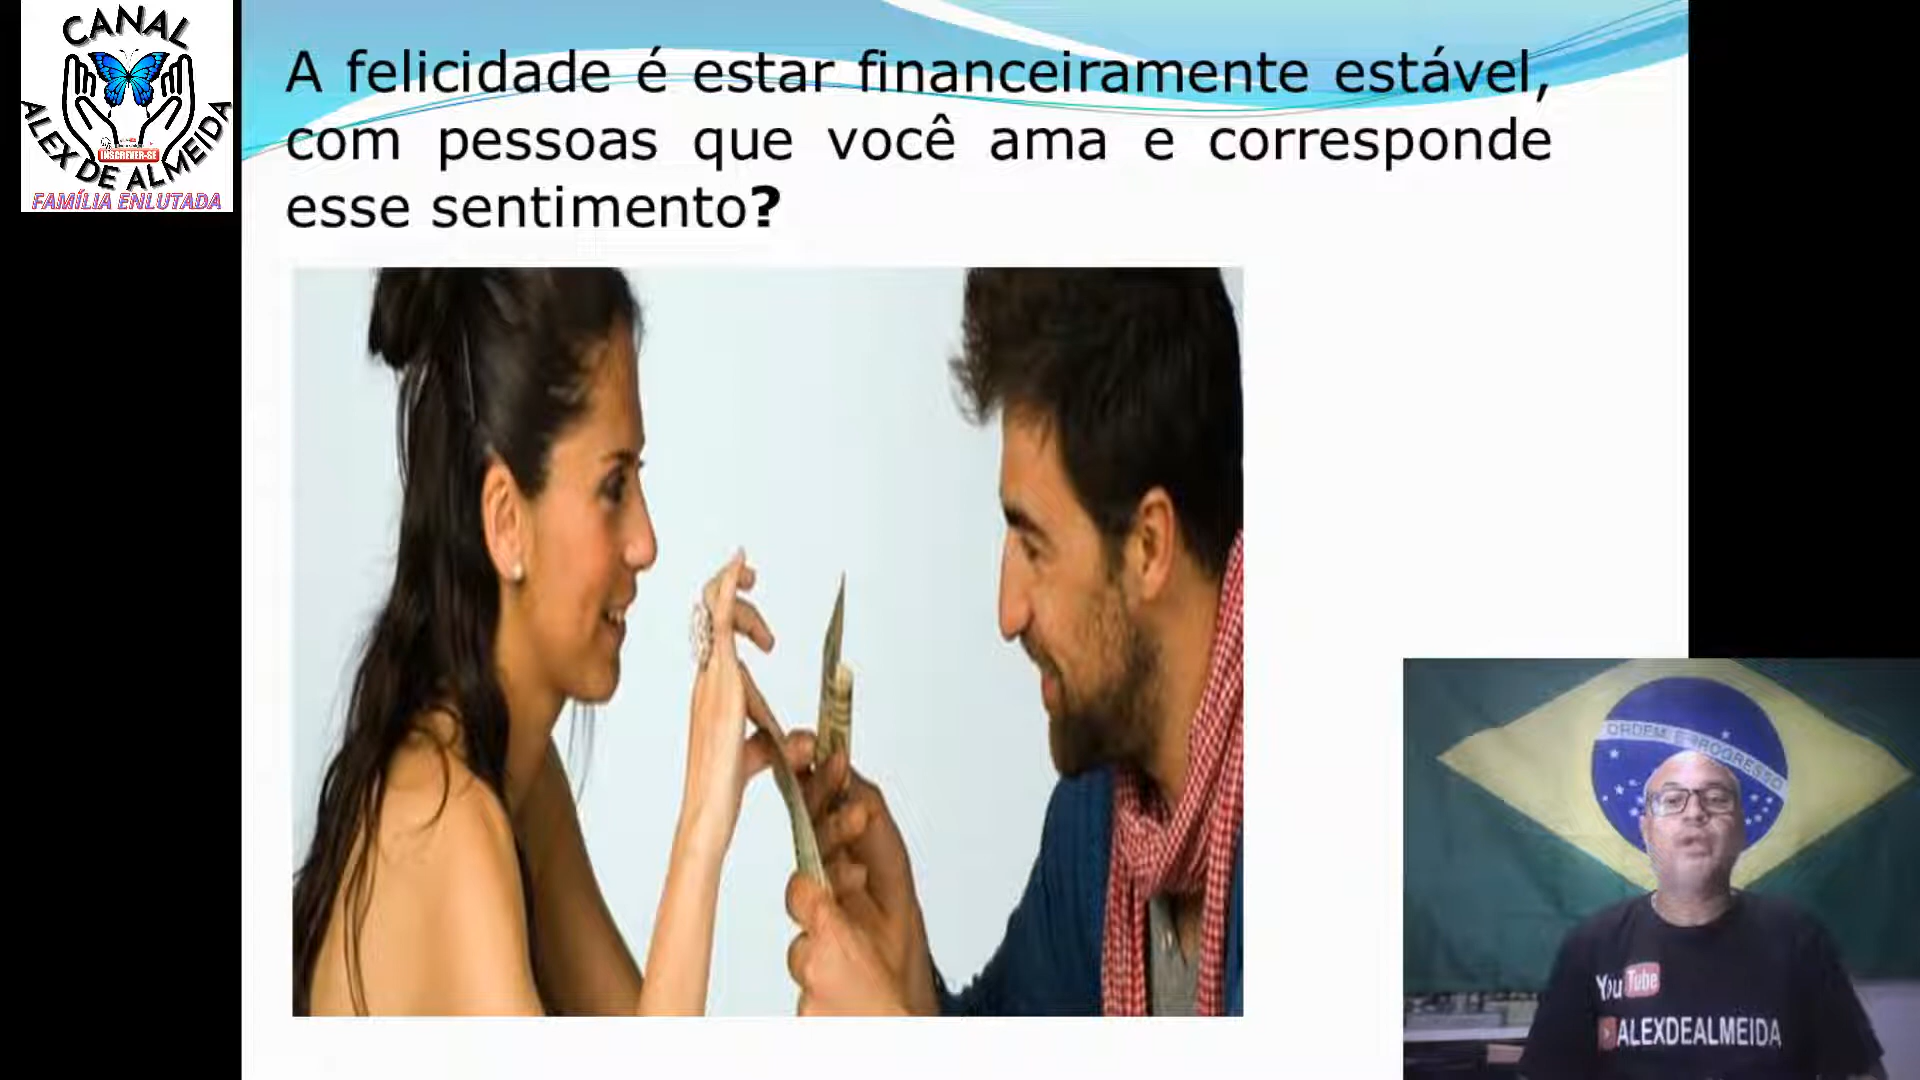 CANAL
ALEX DE ALMEIDA
INSCREVER-SE
FAMÍLIA ENLUTADA
A felicidade é estar financeiramente estável,
com pessoas que você ama e corresponde
esse sentimento?
ORDEM E PROGRESSO
YouTube
ALEXDEALMEIDA